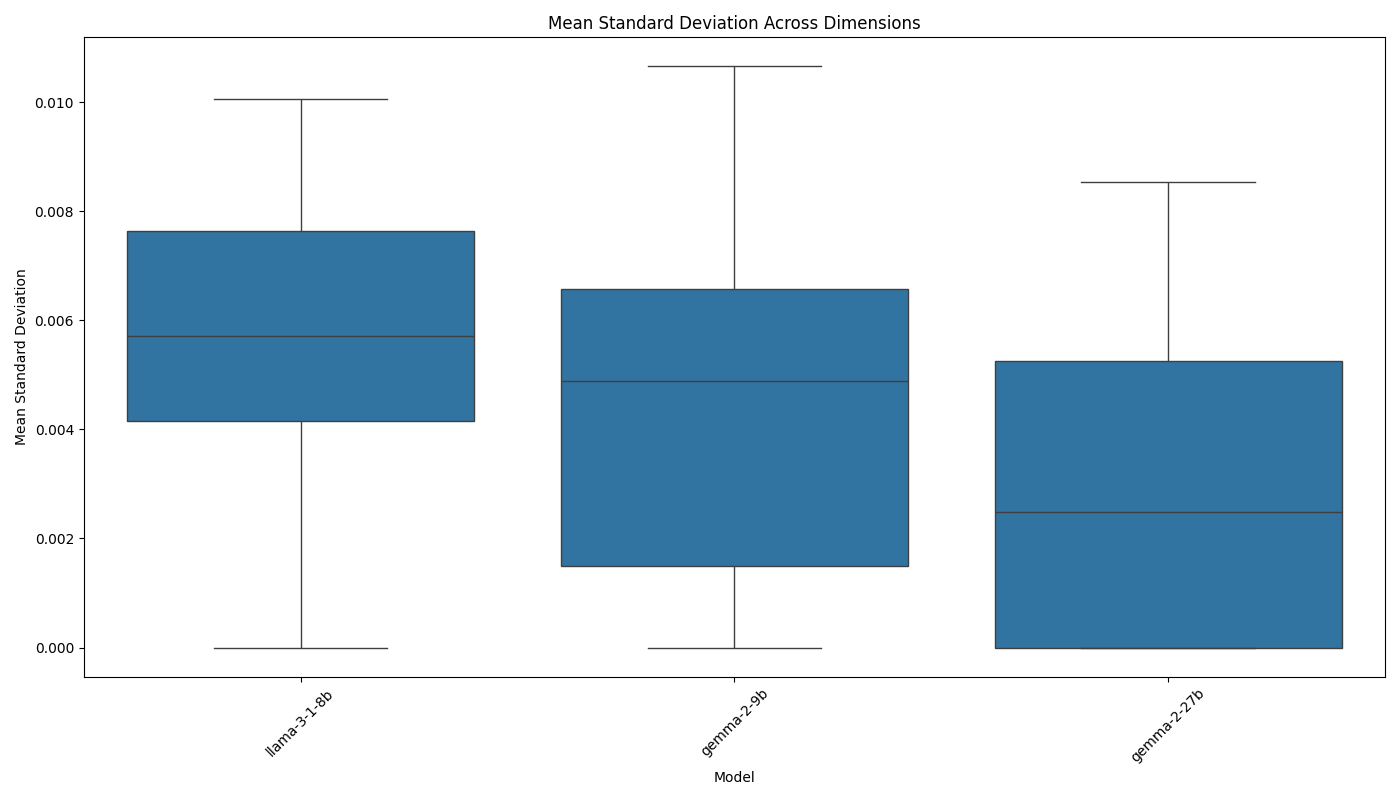 Mean Standard Deviation Across Dimensions
Mean Standard Deviation
0.010
0.008
0.006
0.004
0.002
0.000
llama-3-1-8b
gemma-2-9b
gemma-2-27b
Model